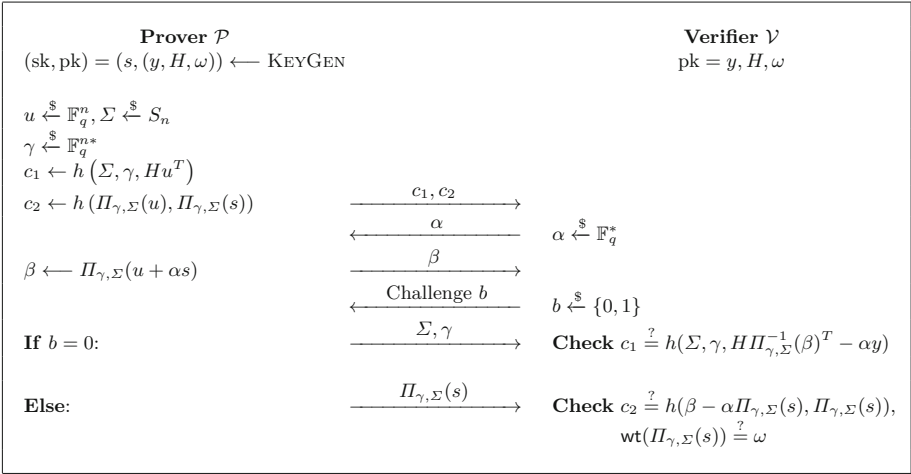 Prover 𝒫 Verifier 𝒱
(sk, pk) = (s, (y, H, ω)) ⟵ KEYGEN pk = y, H, ω
u ←$ 𝔽_q^n, Σ ←$ S_n
γ ←$ 𝔽_q^{n*}
c_1 ← h (Σ, γ, Hu^T)
c_2 ← h (Π_{γ,Σ}(u), Π_{γ,Σ}(s)) c_1, c_2
α α ←$ 𝔽_q^*
β ⟵ Π_{γ,Σ}(u + αs) β
Challenge b b ←$ {0, 1}
If b = 0: Σ, γ Check c_1 ≟ h(Σ, γ, HΠ_{γ,Σ}^{-1}(β)^T − αy)
Else: Π_{γ,Σ}(s) Check c_2 ≟ h(β − αΠ_{γ,Σ}(s), Π_{γ,Σ}(s)),
wt(Π_{γ,Σ}(s)) ≟ ω